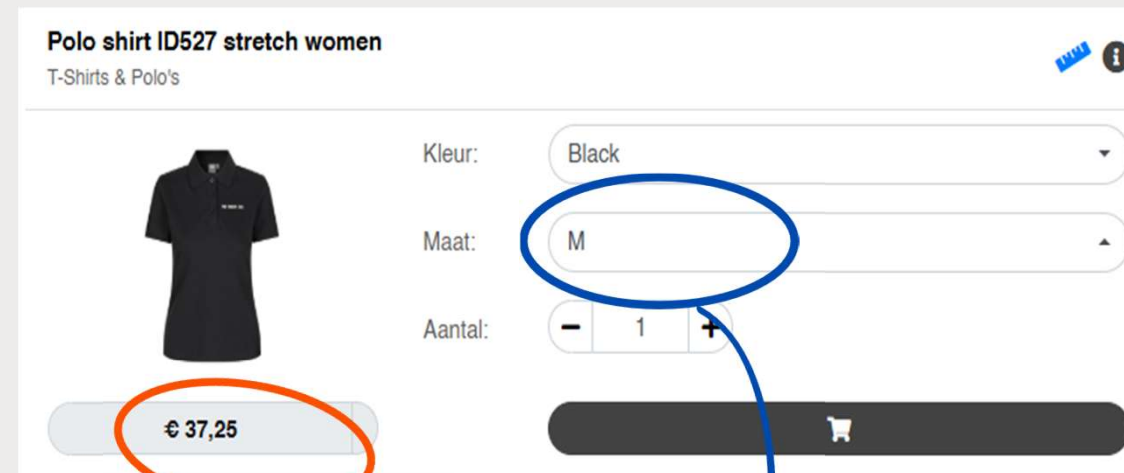 Polo shirt ID527 stretch women
T-Shirts & Polo's
Kleur: Black
Maat: M
Aantal: − 1 +
€ 37,25